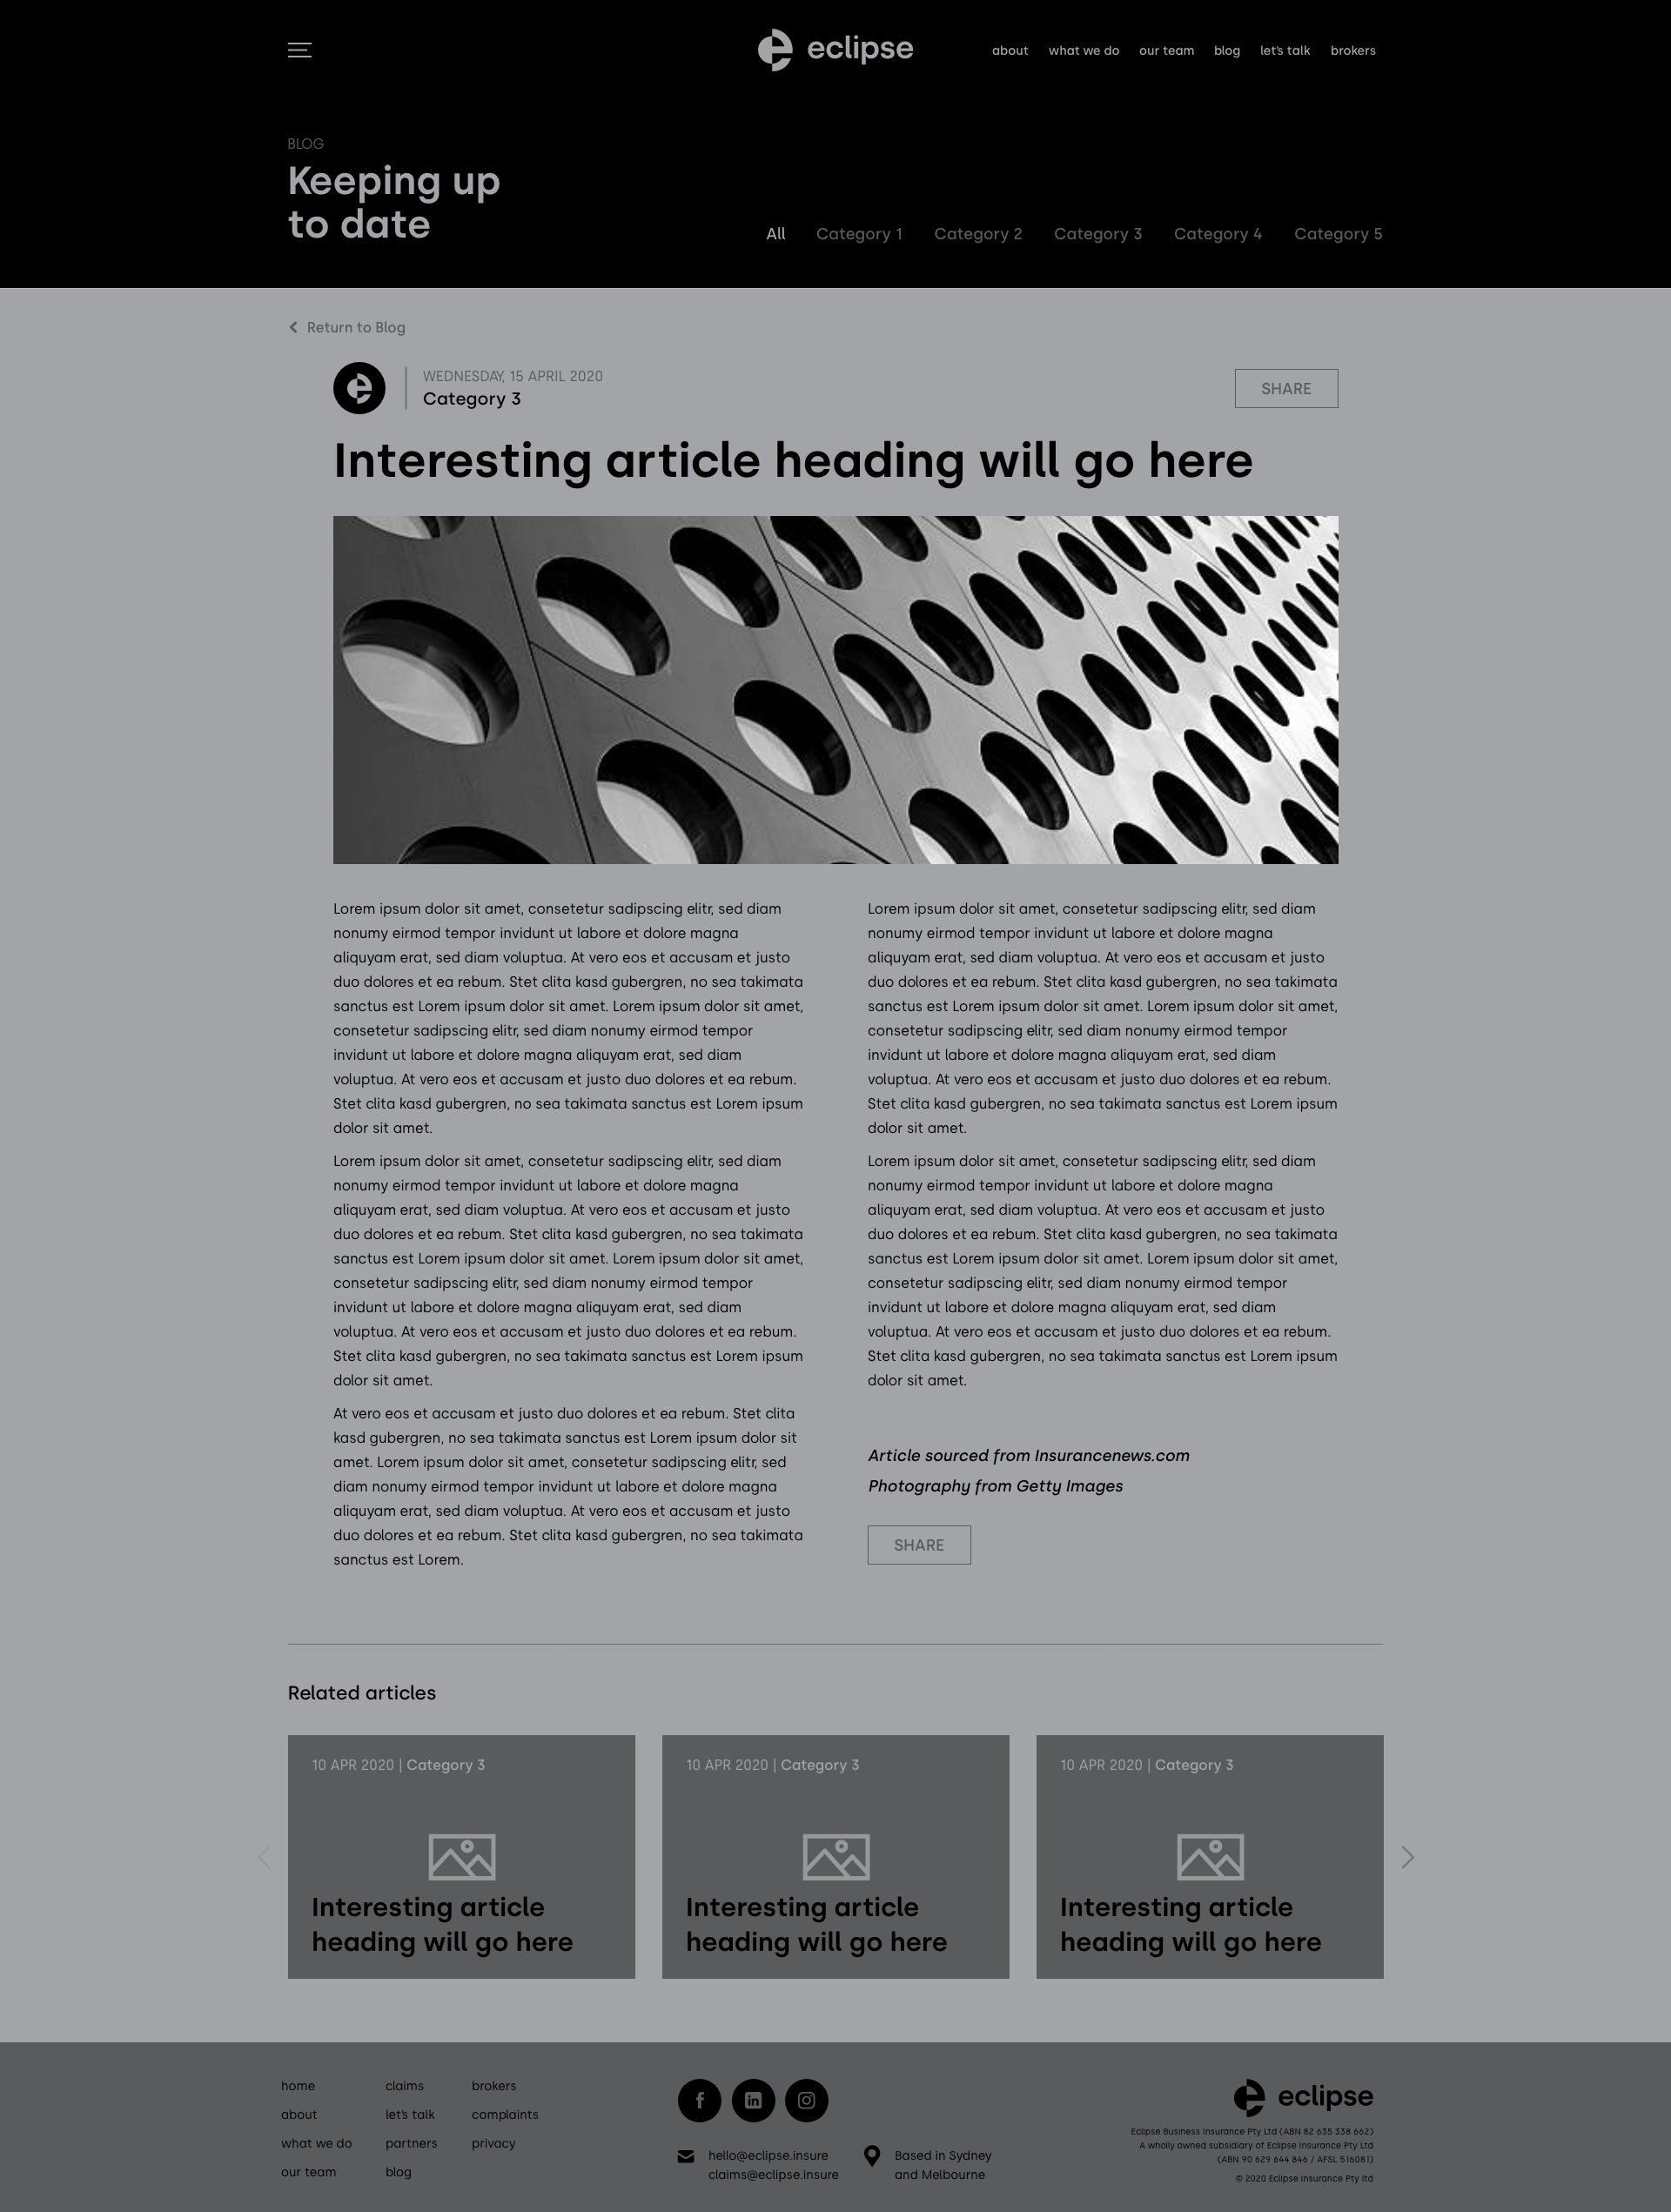 eclipse
about what we do our team blog let's talk brokers
BLOG
Keeping up
to date
All Category 1 Category 2 Category 3 Category 4 Category 5
Return to Blog
WEDNESDAY, 15 APRIL 2020
Category 3
SHARE
Interesting article heading will go here
Lorem ipsum dolor sit amet, consetetur sadipscing elitr, sed diam
nonumy eirmod tempor invidunt ut labore et dolore magna
aliquyam erat, sed diam voluptua. At vero eos et accusam et justo
duo dolores et ea rebum. Stet clita kasd gubergren, no sea takimata
sanctus est Lorem ipsum dolor sit amet. Lorem ipsum dolor sit amet,
consetetur sadipscing elitr, sed diam nonumy eirmod tempor
invidunt ut labore et dolore magna aliquyam erat, sed diam
voluptua. At vero eos et accusam et justo duo dolores et ea rebum.
Stet clita kasd gubergren, no sea takimata sanctus est Lorem ipsum
dolor sit amet.
Lorem ipsum dolor sit amet, consetetur sadipscing elitr, sed diam
nonumy eirmod tempor invidunt ut labore et dolore magna
aliquyam erat, sed diam voluptua. At vero eos et accusam et justo
duo dolores et ea rebum. Stet clita kasd gubergren, no sea takimata
sanctus est Lorem ipsum dolor sit amet. Lorem ipsum dolor sit amet,
consetetur sadipscing elitr, sed diam nonumy eirmod tempor
invidunt ut labore et dolore magna aliquyam erat, sed diam
voluptua. At vero eos et accusam et justo duo dolores et ea rebum.
Stet clita kasd gubergren, no sea takimata sanctus est Lorem ipsum
dolor sit amet.
At vero eos et accusam et justo duo dolores et ea rebum. Stet clita
kasd gubergren, no sea takimata sanctus est Lorem ipsum dolor sit
amet. Lorem ipsum dolor sit amet, consetetur sadipscing elitr, sed
diam nonumy eirmod tempor invidunt ut labore et dolore magna
aliquyam erat, sed diam voluptua. At vero eos et accusam et justo
duo dolores et ea rebum. Stet clita kasd gubergren, no sea takimata
sanctus est Lorem.
Lorem ipsum dolor sit amet, consetetur sadipscing elitr, sed diam
nonumy eirmod tempor invidunt ut labore et dolore magna
aliquyam erat, sed diam voluptua. At vero eos et accusam et justo
duo dolores et ea rebum. Stet clita kasd gubergren, no sea takimata
sanctus est Lorem ipsum dolor sit amet. Lorem ipsum dolor sit amet,
consetetur sadipscing elitr, sed diam nonumy eirmod tempor
invidunt ut labore et dolore magna aliquyam erat, sed diam
voluptua. At vero eos et accusam et justo duo dolores et ea rebum.
Stet clita kasd gubergren, no sea takimata sanctus est Lorem ipsum
dolor sit amet.
Lorem ipsum dolor sit amet, consetetur sadipscing elitr, sed diam
nonumy eirmod tempor invidunt ut labore et dolore magna
aliquyam erat, sed diam voluptua. At vero eos et accusam et justo
duo dolores et ea rebum. Stet clita kasd gubergren, no sea takimata
sanctus est Lorem ipsum dolor sit amet. Lorem ipsum dolor sit amet,
consetetur sadipscing elitr, sed diam nonumy eirmod tempor
invidunt ut labore et dolore magna aliquyam erat, sed diam
voluptua. At vero eos et accusam et justo duo dolores et ea rebum.
Stet clita kasd gubergren, no sea takimata sanctus est Lorem ipsum
dolor sit amet.
Article sourced from Insurancenews.com
Photography from Getty Images
SHARE
Related articles
10 APR 2020 | Category 3
Interesting article
heading will go here
10 APR 2020 | Category 3
Interesting article
heading will go here
10 APR 2020 | Category 3
Interesting article
heading will go here
home
about
what we do
our team
claims
let's talk
partners
blog
brokers
complaints
privacy
hello@eclipse.insure
claims@eclipse.insure
Based in Sydney
and Melbourne
eclipse
Eclipse Business Insurance Pty Ltd (ABN 82 635 338 662)
A wholly owned subsidiary of Eclipse Insurance Pty Ltd
(ABN 90 629 644 846 / AFSL 516081)
© 2020 Eclipse Insurance Pty ltd